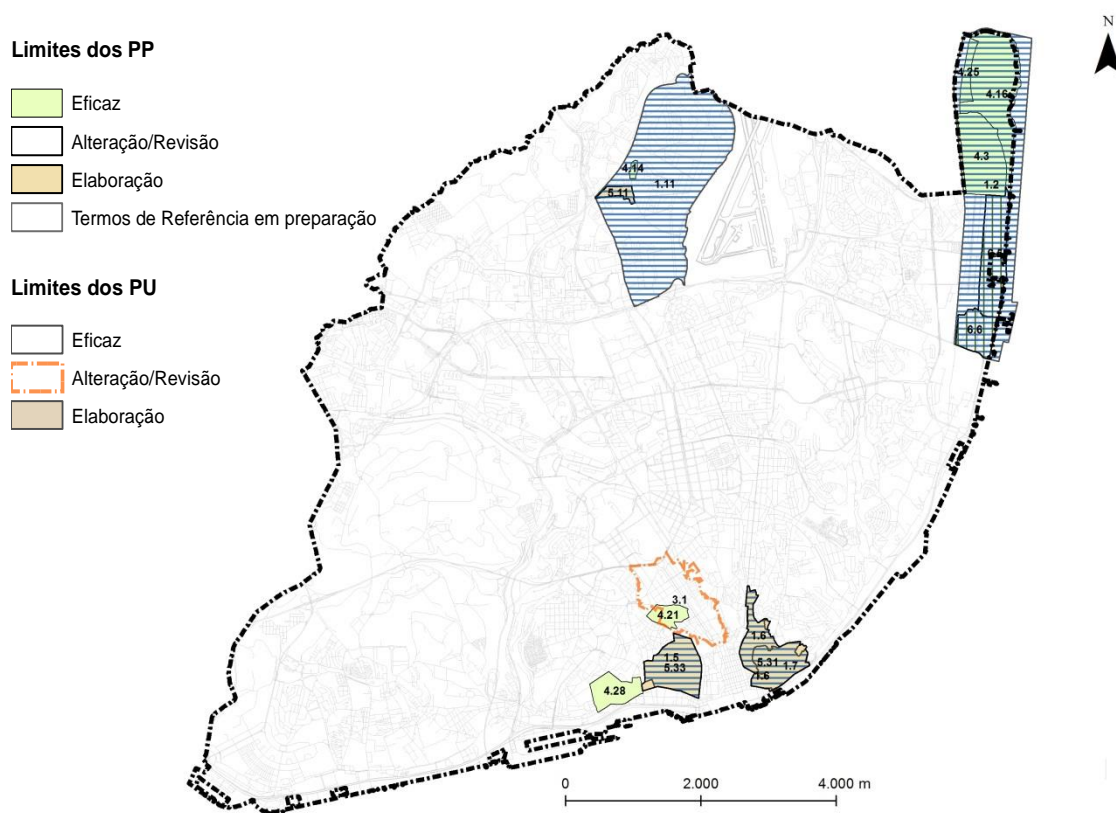 Limites dos PP
Eficaz
Alteração/Revisão
Elaboração
Termos de Referência em preparação
Limites dos PU
Eficaz
Alteração/Revisão
Elaboração
N
4.25
4.16
4.3
1.2
6.6
4.14
1.11
5.11
3.1
4.21
1.5
5.33
4.28
1.6
5.31
1.7
1.6
0
2.000
4.000 m